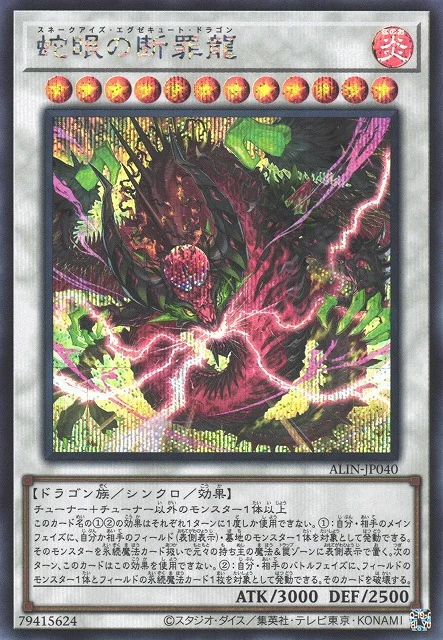 スネークアイズ・エグゼキュート・ドラゴン
蛇眼の断罪龍
ほのお
炎
ALIN-JP040
【ドラゴン族／シンクロ／効果】
チューナー＋チューナー以外のモンスター1体以上
このカード名の①②の効果はそれぞれ1ターンに1度しか使用できない。①：自分・相手のメイン
フェイズに、自分か相手のフィールド(表側表示)・墓地のモンスター1体を対象として発動できる。
そのモンスターを永続魔法カード扱いで元々の持ち主の魔法＆罠ゾーンに表側表示で置く。次の
ターン、このカードはこの効果を使用できない。②：自分・相手のバトルフェイズに、フィールドの
モンスター1体とフィールドの永続魔法カード1枚を対象として発動できる。そのカードを破壊する。
ATK/3000 DEF/2500
79415624
©スタジオ・ダイス／集英社・テレビ東京・KONAMI